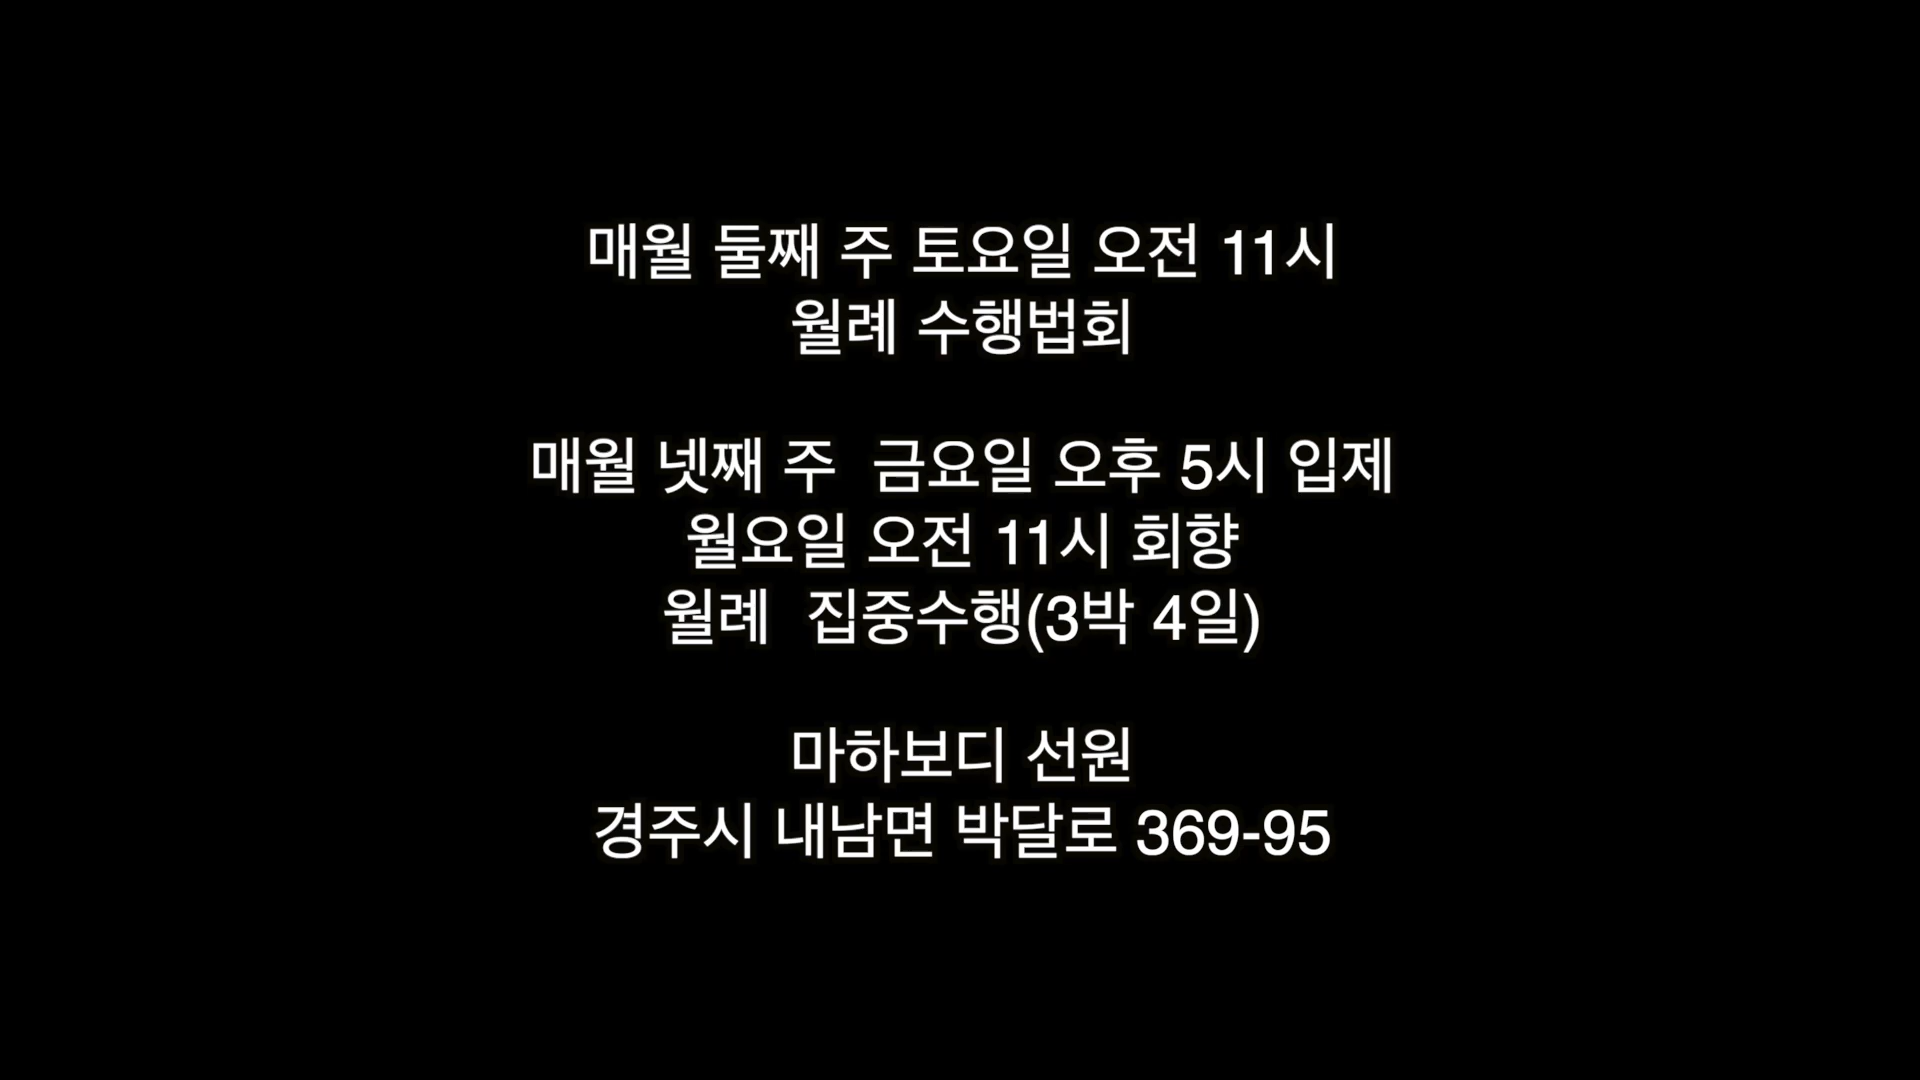 매월 둘째 주 토요일 오전 11시
월례 수행법회
매월 넷째 주  금요일 오후 5시 입제
월요일 오전 11시 회향
월례  집중수행(3박 4일)
마하보디 선원
경주시 내남면 박달로 369-95